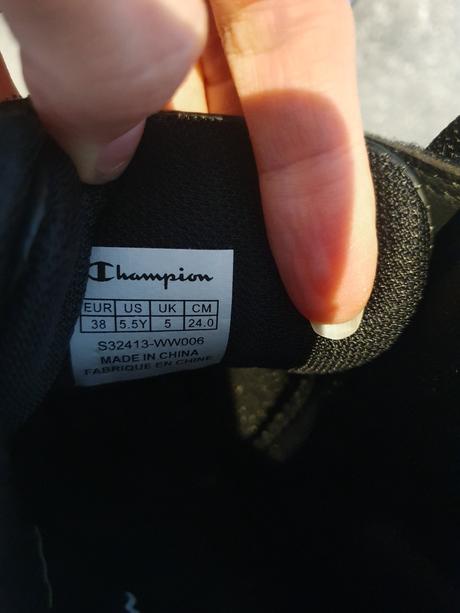 Champion
EUR US UK CM
38 5.5Y 5 24.0
S32413-WW006
MADE IN CHINA
FABRIQUE EN CHINE